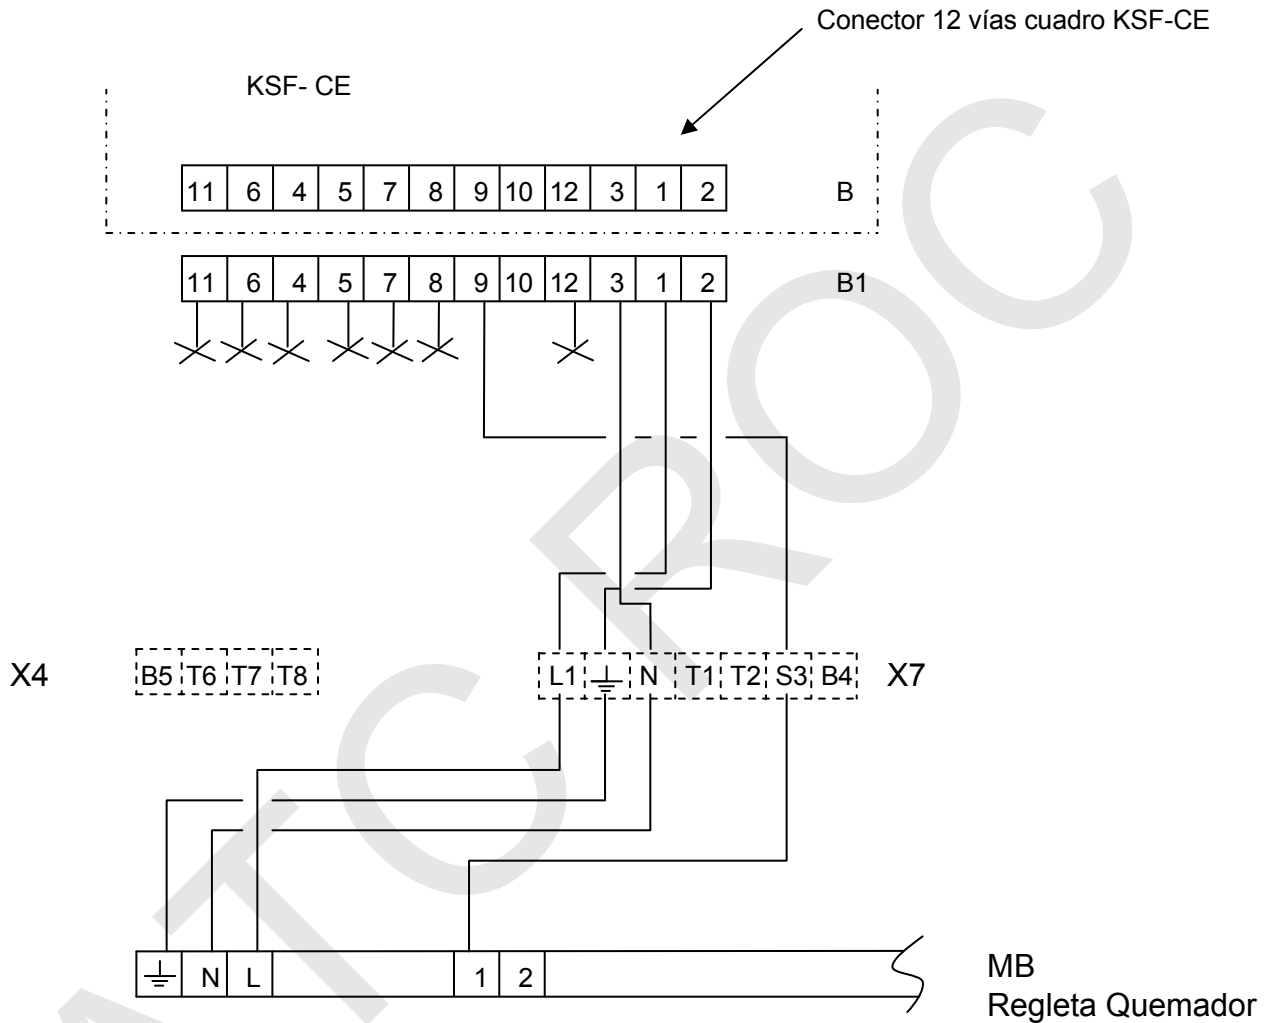 Conector 12 vías cuadro KSF-CE
KSF- CE
11 6 4 5 7 8 9 10 12 3 1 2 B
11 6 4 5 7 8 9 10 12 3 1 2 B1
X4 B5 T6 T7 T8 L1 N T1 T2 S3 B4 X7
N L 1 2 MB
Regleta Quemador
ATC ROC